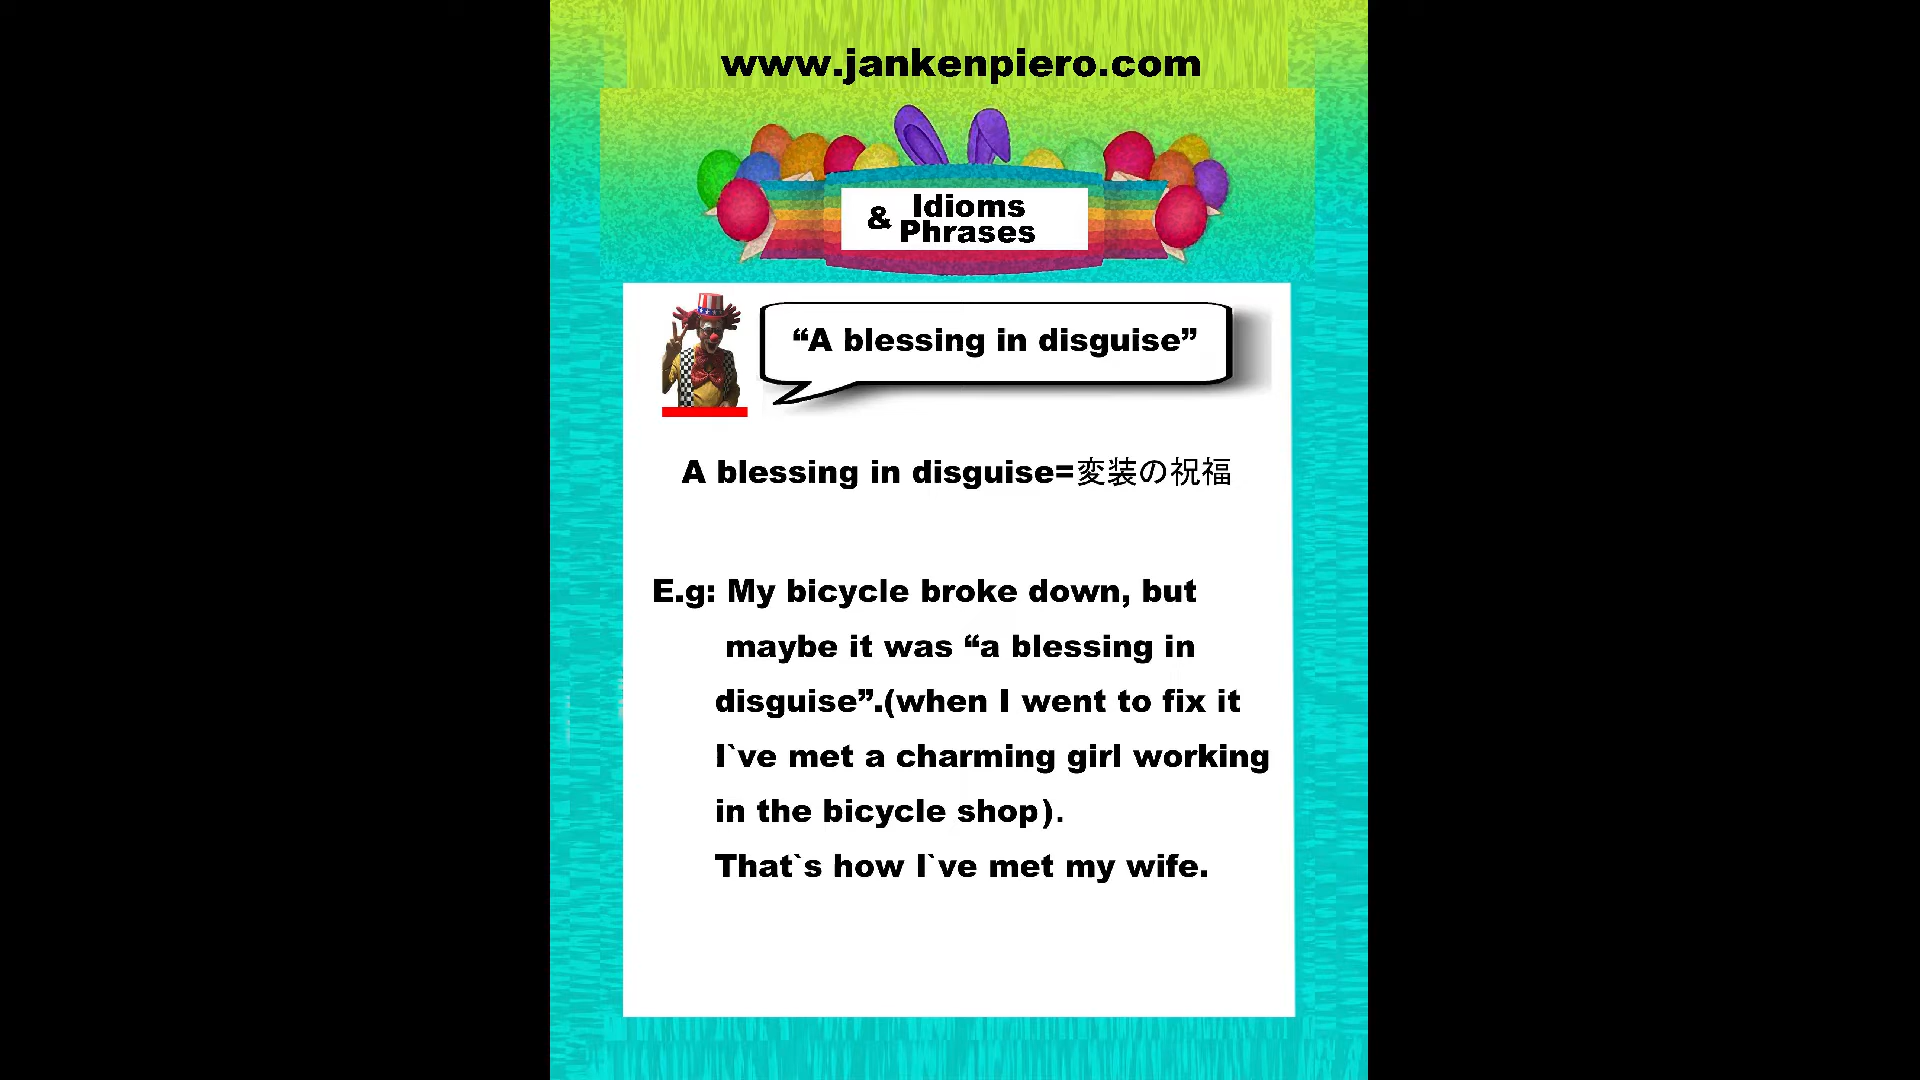 www.jankenpiero.com
Idioms
& Phrases
“A blessing in disguise”
A blessing in disguise=変装の祝福
E.g: My bicycle broke down, but
maybe it was “a blessing in
disguise”.(when I went to fix it
I`ve met a charming girl working
in the bicycle shop).
That`s how I`ve met my wife.